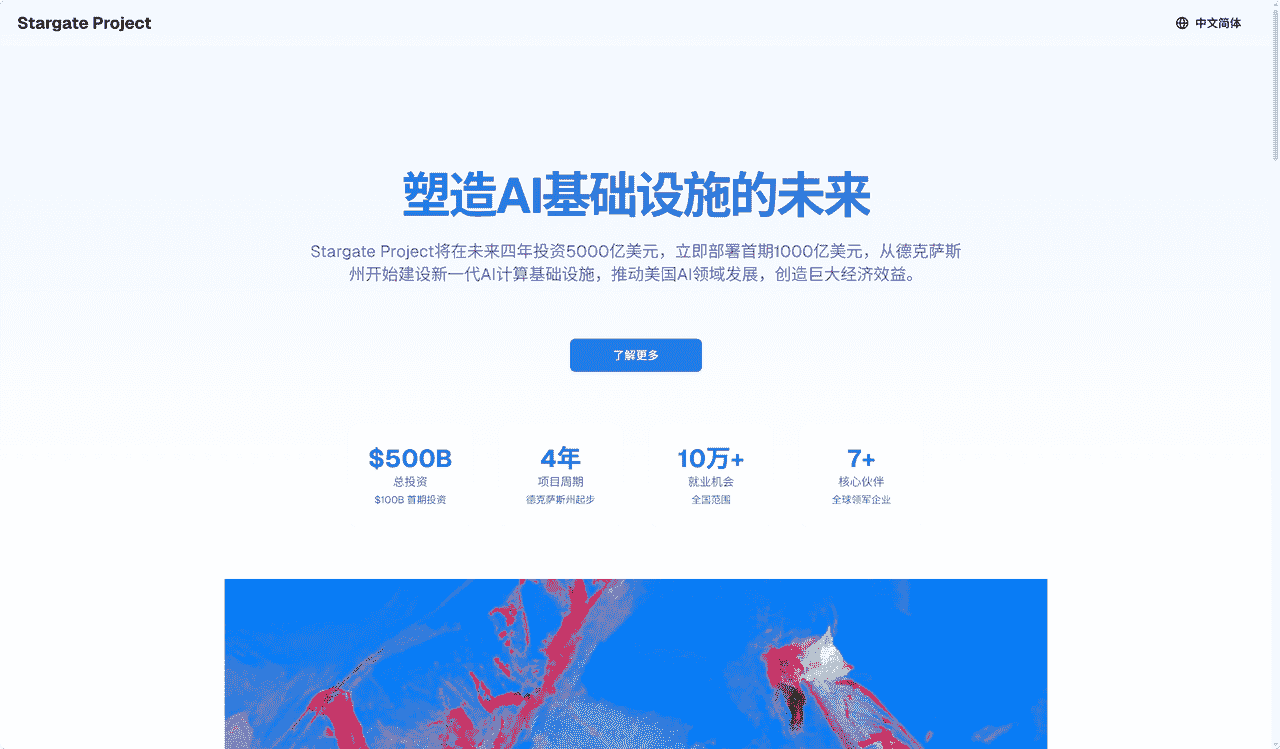 Stargate Project
中文简体
塑造AI基础设施的未来
Stargate Project将在未来四年投资5000亿美元，立即部署首期1000亿美元，从德克萨斯
州开始建设新一代AI计算基础设施，推动美国AI领域发展，创造巨大经济效益。
了解更多
$500B
总投资
$100B 首期投资
4年
项目周期
德克萨斯州起步
10万+
就业机会
全国范围
7+
核心伙伴
全球领军企业